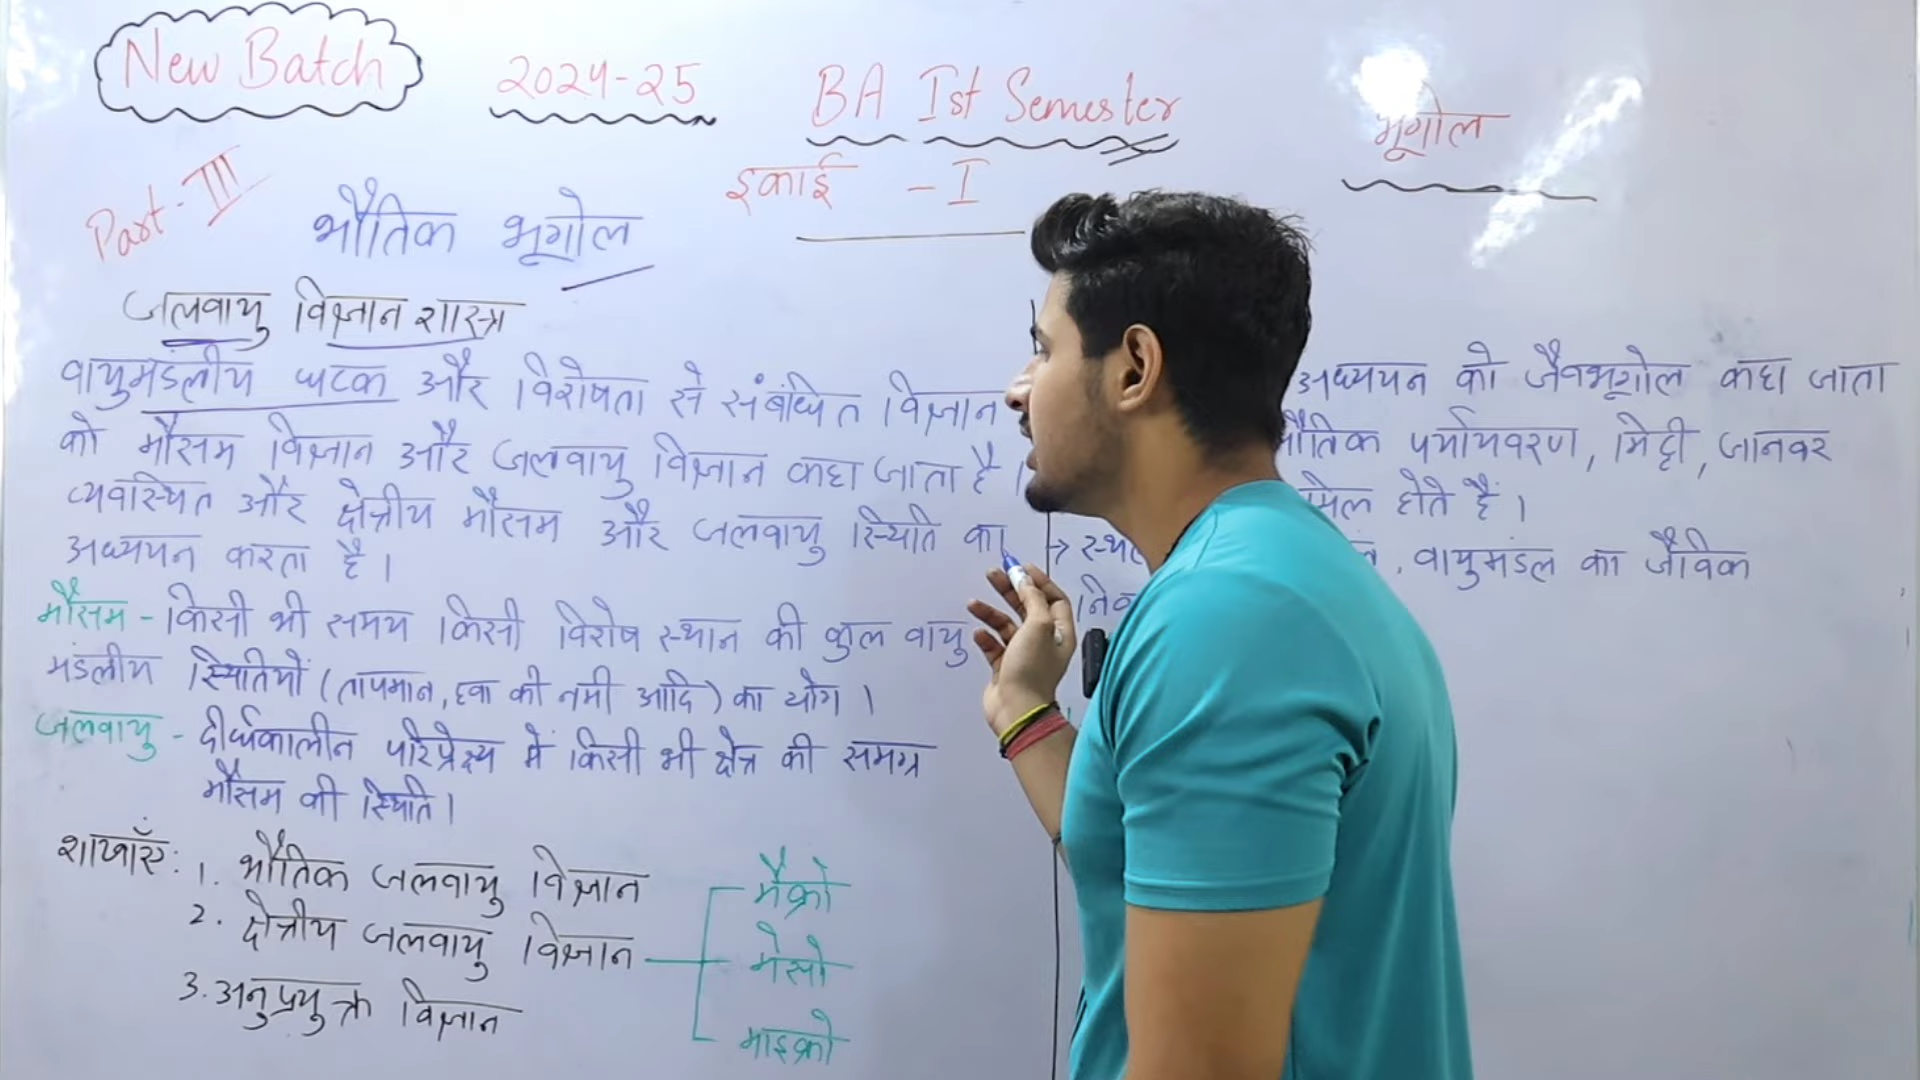 New Batch
2024-25
BA Ist Semester
भूगोल
Part-III
इकाई - I
भौतिक भूगोल
जलवायु विज्ञान शास्त्र
वायुमंडलीय घटक और विशेषता से संबंधित विज्ञान
को मौसम विज्ञान और जलवायु विज्ञान कहा जाता है।
व्यवस्थित और क्षेत्रीय मौसम और जलवायु स्थिति का
अध्ययन करता है।
मौसम - किसी भी समय किसी विशेष स्थान की कुल वायु
मंडलीय स्थितियों (तापमान, हवा की नमी आदि) का योग।
जलवायु - दीर्घकालीन परिप्रेक्ष्य में किसी भी क्षेत्र की समग्र
मौसम की स्थिति।
शाखाएँ: 1. भौतिक जलवायु विज्ञान
2. क्षेत्रीय जलवायु विज्ञान
3. अनुप्रयुक्त विज्ञान
मैक्रो
मेसो
माइक्रो
अध्ययन को जैवभूगोल कहा जाता
भौतिक पर्यायवरण, मिट्टी, जानवर
होते हैं।
→ वायुमंडल का जैविक